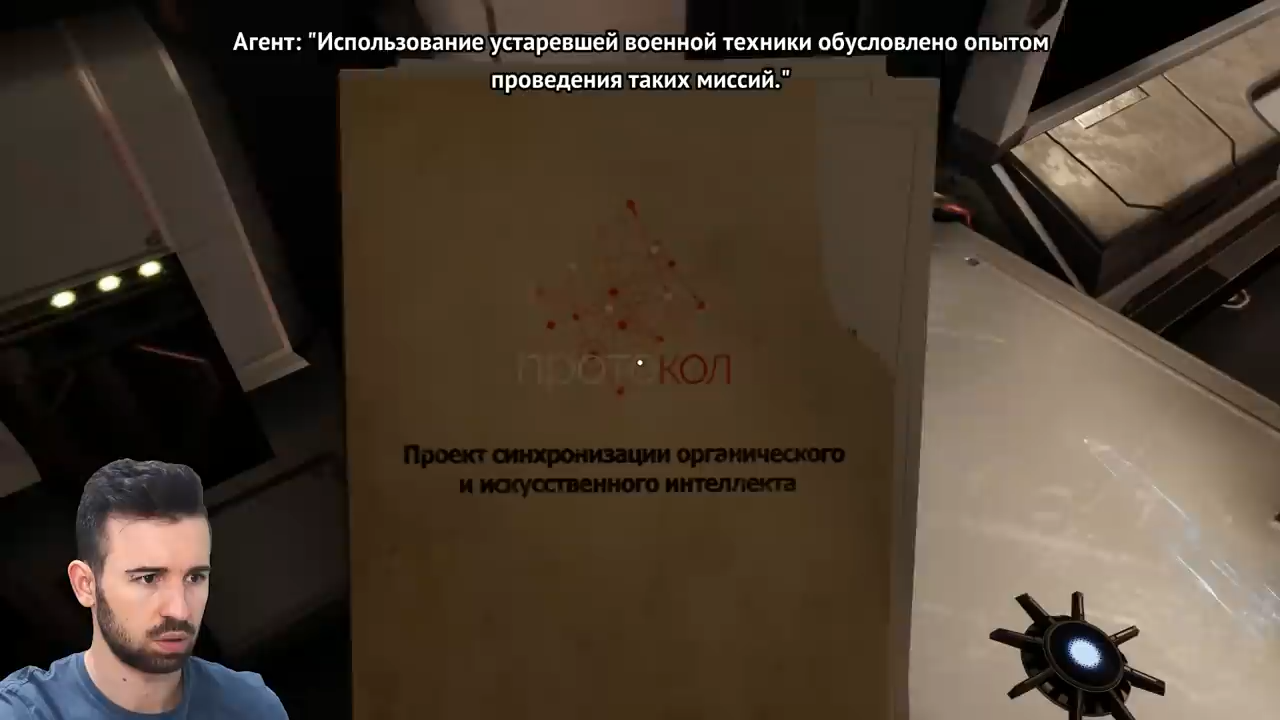 Агент: "Использование устаревшей военной техники обусловлено опытом
проведения таких миссий."
протокол
Проект синхронизации органического
и искусственного интеллекта